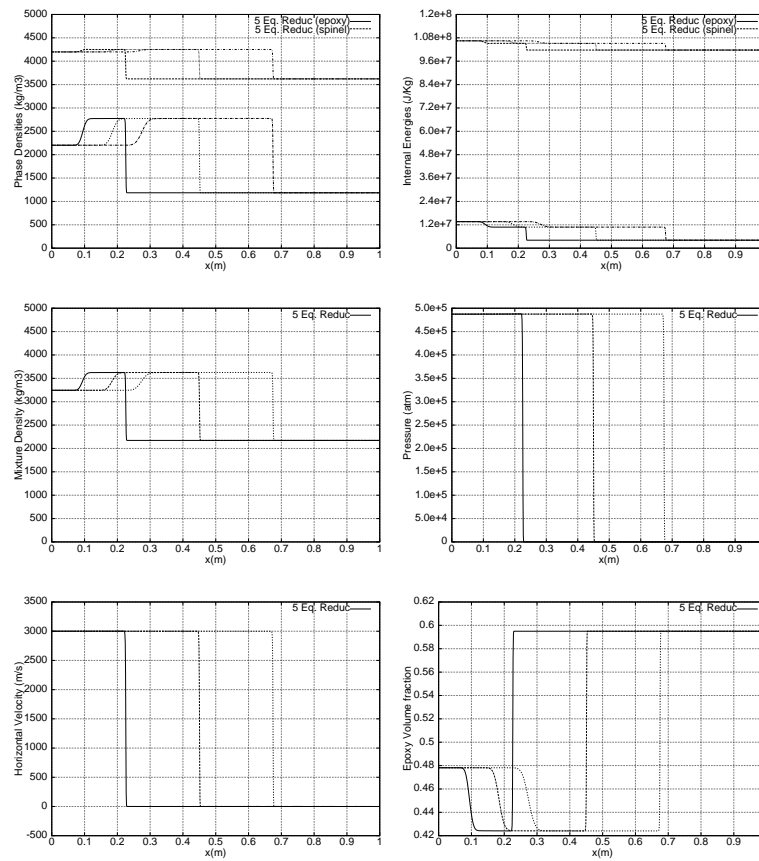 5 Eq. Reduc (epoxy)
5 Eq. Reduc (spinel)
Phase Densities (kg/m3)
5000
4500
4000
3500
3000
2500
2000
1500
1000
500
0
0 0.1 0.2 0.3 0.4 0.5 0.6 0.7 0.8 0.9 1
x(m)
5 Eq. Reduc (epoxy)
5 Eq. Reduc (spinel)
Internal Energies (J/Kg)
1.2e+8
1.08e+8
9.6e+7
8.4e+7
7.2e+7
6.0e+7
4.8e+7
3.6e+7
2.4e+7
1.2e+7
0
0 0.1 0.2 0.3 0.4 0.5 0.6 0.7 0.8 0.9
x(m)
5 Eq. Reduc
Mixture Density (kg/m3)
5000
4500
4000
3500
3000
2500
2000
1500
1000
500
0
0 0.1 0.2 0.3 0.4 0.5 0.6 0.7 0.8 0.9 1
x(m)
5 Eq. Reduc
Pressure (atm)
5.0e+5
4.5e+5
4.0e+5
3.5e+5
3.0e+5
2.5e+5
2.0e+5
1.5e+5
1.0e+5
5.0e+4
0
0 0.1 0.2 0.3 0.4 0.5 0.6 0.7 0.8 0.9
x(m)
5 Eq. Reduc
Horizontal Velocity (m/s)
3500
3000
2500
2000
1500
1000
500
0
-500
0 0.1 0.2 0.3 0.4 0.5 0.6 0.7 0.8 0.9 1
x(m)
5 Eq. Reduc
Epoxy Volume fraction
0.62
0.6
0.58
0.56
0.54
0.52
0.5
0.48
0.46
0.44
0.42
0 0.1 0.2 0.3 0.4 0.5 0.6 0.7 0.8 0.9
x(m)